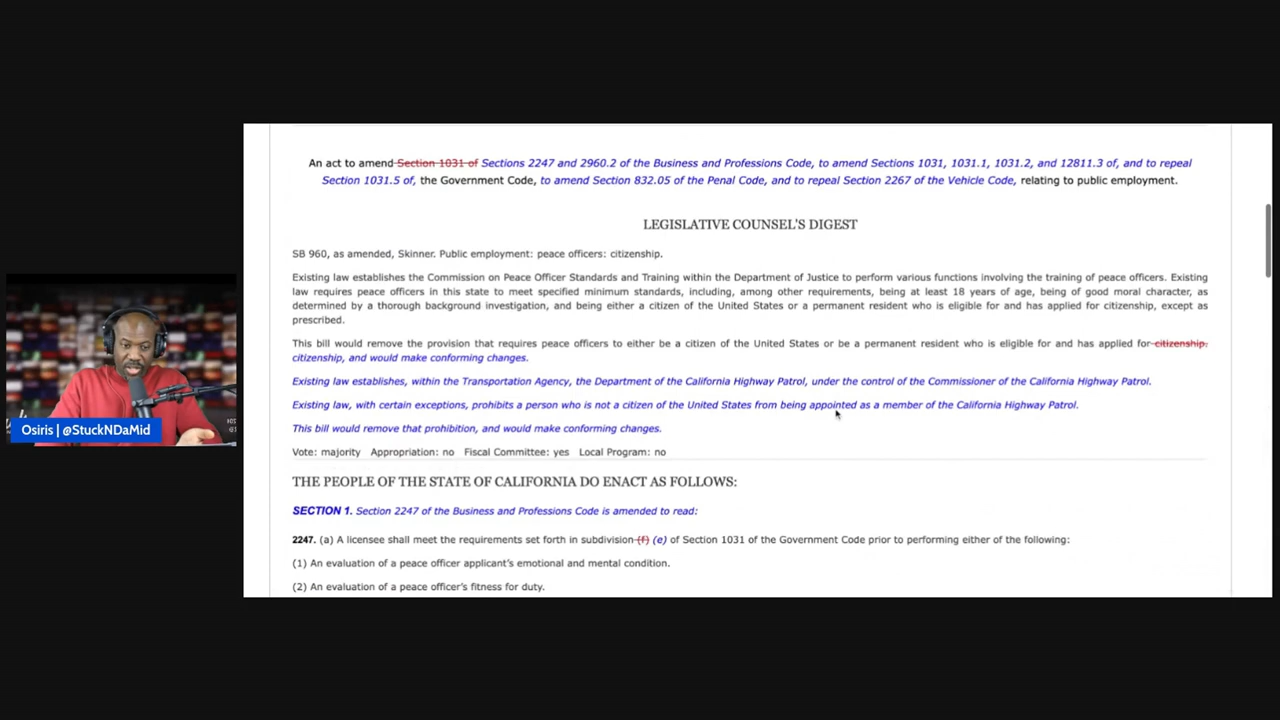 An act to amend Section 1031 of Sections 2247 and 2960.2 of the Business and Professions Code, to amend Sections 1031, 1031.1, 1031.2, and 12811.3 of, and to repeal
Section 1031.5 of, the Government Code, to amend Section 832.05 of the Penal Code, and to repeal Section 2267 of the Vehicle Code, relating to public employment.
LEGISLATIVE COUNSEL'S DIGEST
SB 960, as amended, Skinner. Public employment: peace officers: citizenship.
Existing law establishes the Commission on Peace Officer Standards and Training within the Department of Justice to perform various functions involving the training of peace officers. Existing
law requires peace officers in this state to meet specified minimum standards, including, among other requirements, being at least 18 years of age, being of good moral character, as
determined by a thorough background investigation, and being either a citizen of the United States or a permanent resident who is eligible for and has applied for citizenship, except as
prescribed.
This bill would remove the provision that requires peace officers to either be a citizen of the United States or be a permanent resident who is eligible for and has applied for citizenship.
citizenship, and would make conforming changes.
Existing law establishes, within the Transportation Agency, the Department of the California Highway Patrol, under the control of the Commissioner of the California Highway Patrol.
Existing law, with certain exceptions, prohibits a person who is not a citizen of the United States from being appointed as a member of the California Highway Patrol.
This bill would remove that prohibition, and would make conforming changes.
Vote: majority Appropriation: no Fiscal Committee: yes Local Program: no
THE PEOPLE OF THE STATE OF CALIFORNIA DO ENACT AS FOLLOWS:
SECTION 1. Section 2247 of the Business and Professions Code is amended to read:
2247. (a) A licensee shall meet the requirements set forth in subdivision (f) (e) of Section 1031 of the Government Code prior to performing either of the following:
(1) An evaluation of a peace officer applicant's emotional and mental condition.
(2) An evaluation of a peace officer's fitness for duty.
Osiris | @StuckNDaMid